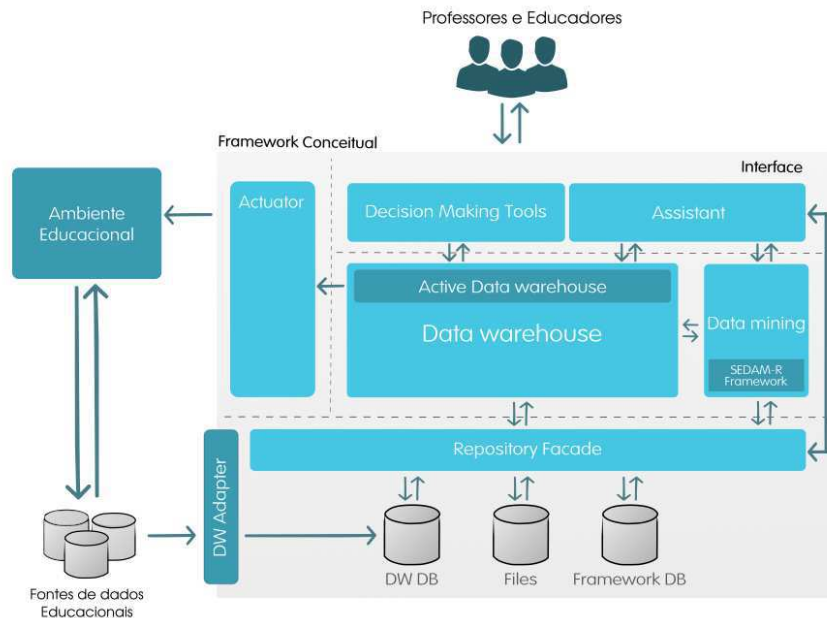 Professores e Educadores
Framework Conceitual
Interface
Ambiente
Educacional
Actuator
Decision Making Tools
Assistant
Active Data warehouse
Data warehouse
Data mining
SEDAM-R
Framework
Repository Facade
DW Adapter
DW DB
Files
Framework DB
Fontes de dados
Educacionais